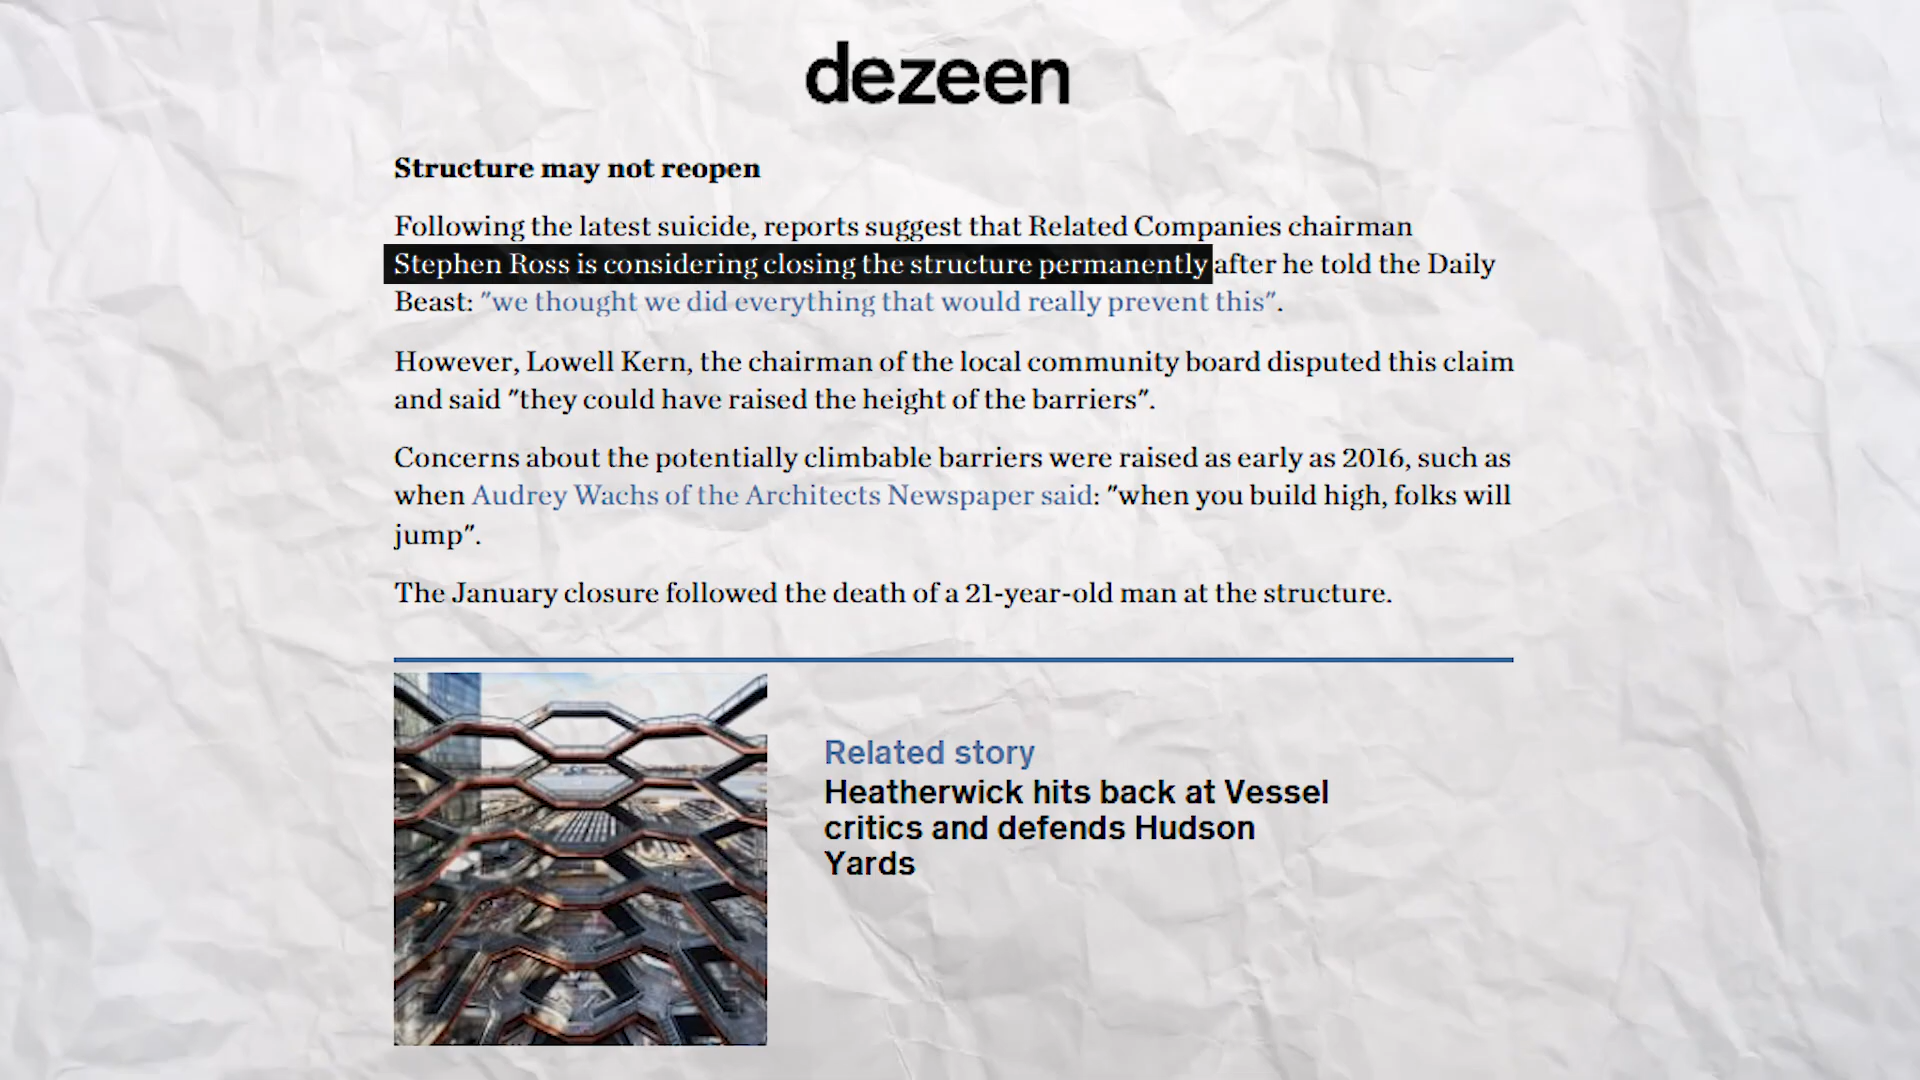 dezeen
Structure may not reopen
Following the latest suicide, reports suggest that Related Companies chairman
Stephen Ross is considering closing the structure permanently after he told the Daily
Beast: "we thought we did everything that would really prevent this".
However, Lowell Kern, the chairman of the local community board disputed this claim
and said "they could have raised the height of the barriers".
Concerns about the potentially climbable barriers were raised as early as 2016, such as
when Audrey Wachs of the Architects Newspaper said: "when you build high, folks will
jump".
The January closure followed the death of a 21-year-old man at the structure.
Related story
Heatherwick hits back at Vessel
critics and defends Hudson
Yards